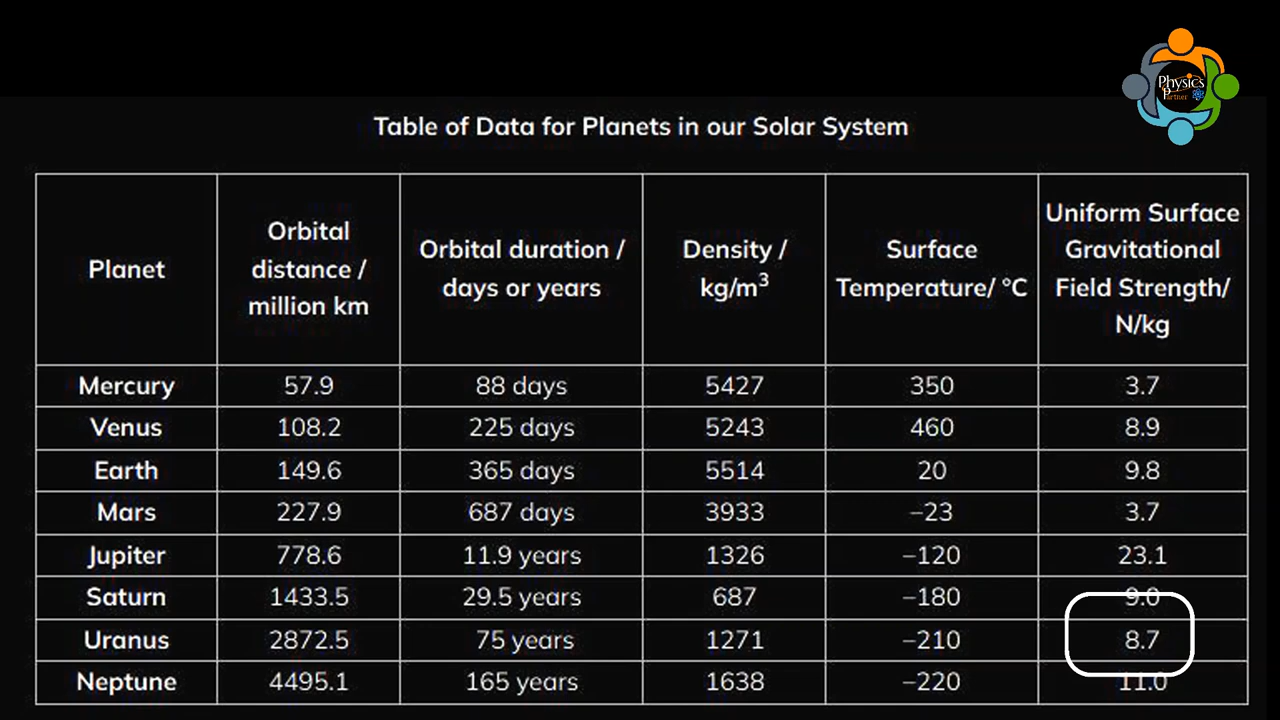 Physics
Partner
Table of Data for Planets in our Solar System
Planet
Orbital
distance /
million km
Orbital duration /
days or years
Density /
kg/m³
Surface
Temperature/ °C
Uniform Surface
Gravitational
Field Strength/
N/kg
Mercury 57.9 88 days 5427 350 3.7
Venus 108.2 225 days 5243 460 8.9
Earth 149.6 365 days 5514 20 9.8
Mars 227.9 687 days 3933 −23 3.7
Jupiter 778.6 11.9 years 1326 −120 23.1
Saturn 1433.5 29.5 years 687 −180 9.0
Uranus 2872.5 75 years 1271 −210 8.7
Neptune 4495.1 165 years 1638 −220 11.0